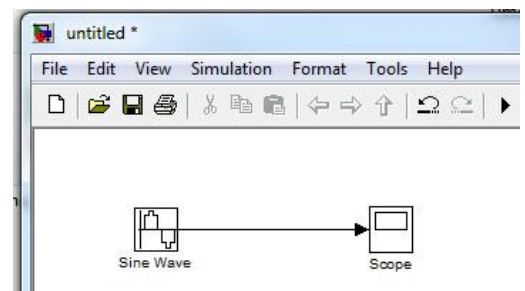 untitled *
File Edit View Simulation Format Tools Help
Sine Wave
Scope